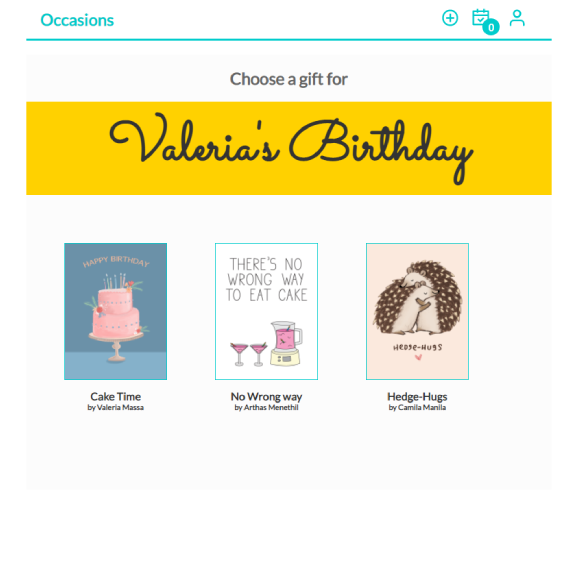 Occasions
0
Choose a gift for
Valeria's Birthday
HAPPY BIRTHDAY
THERE'S NO
WRONG WAY
TO EAT CAKE
HEDGE-HUGS
Cake Time
by Valeria Massa
No Wrong way
by Arthas Menethil
Hedge-Hugs
by Camila Manila